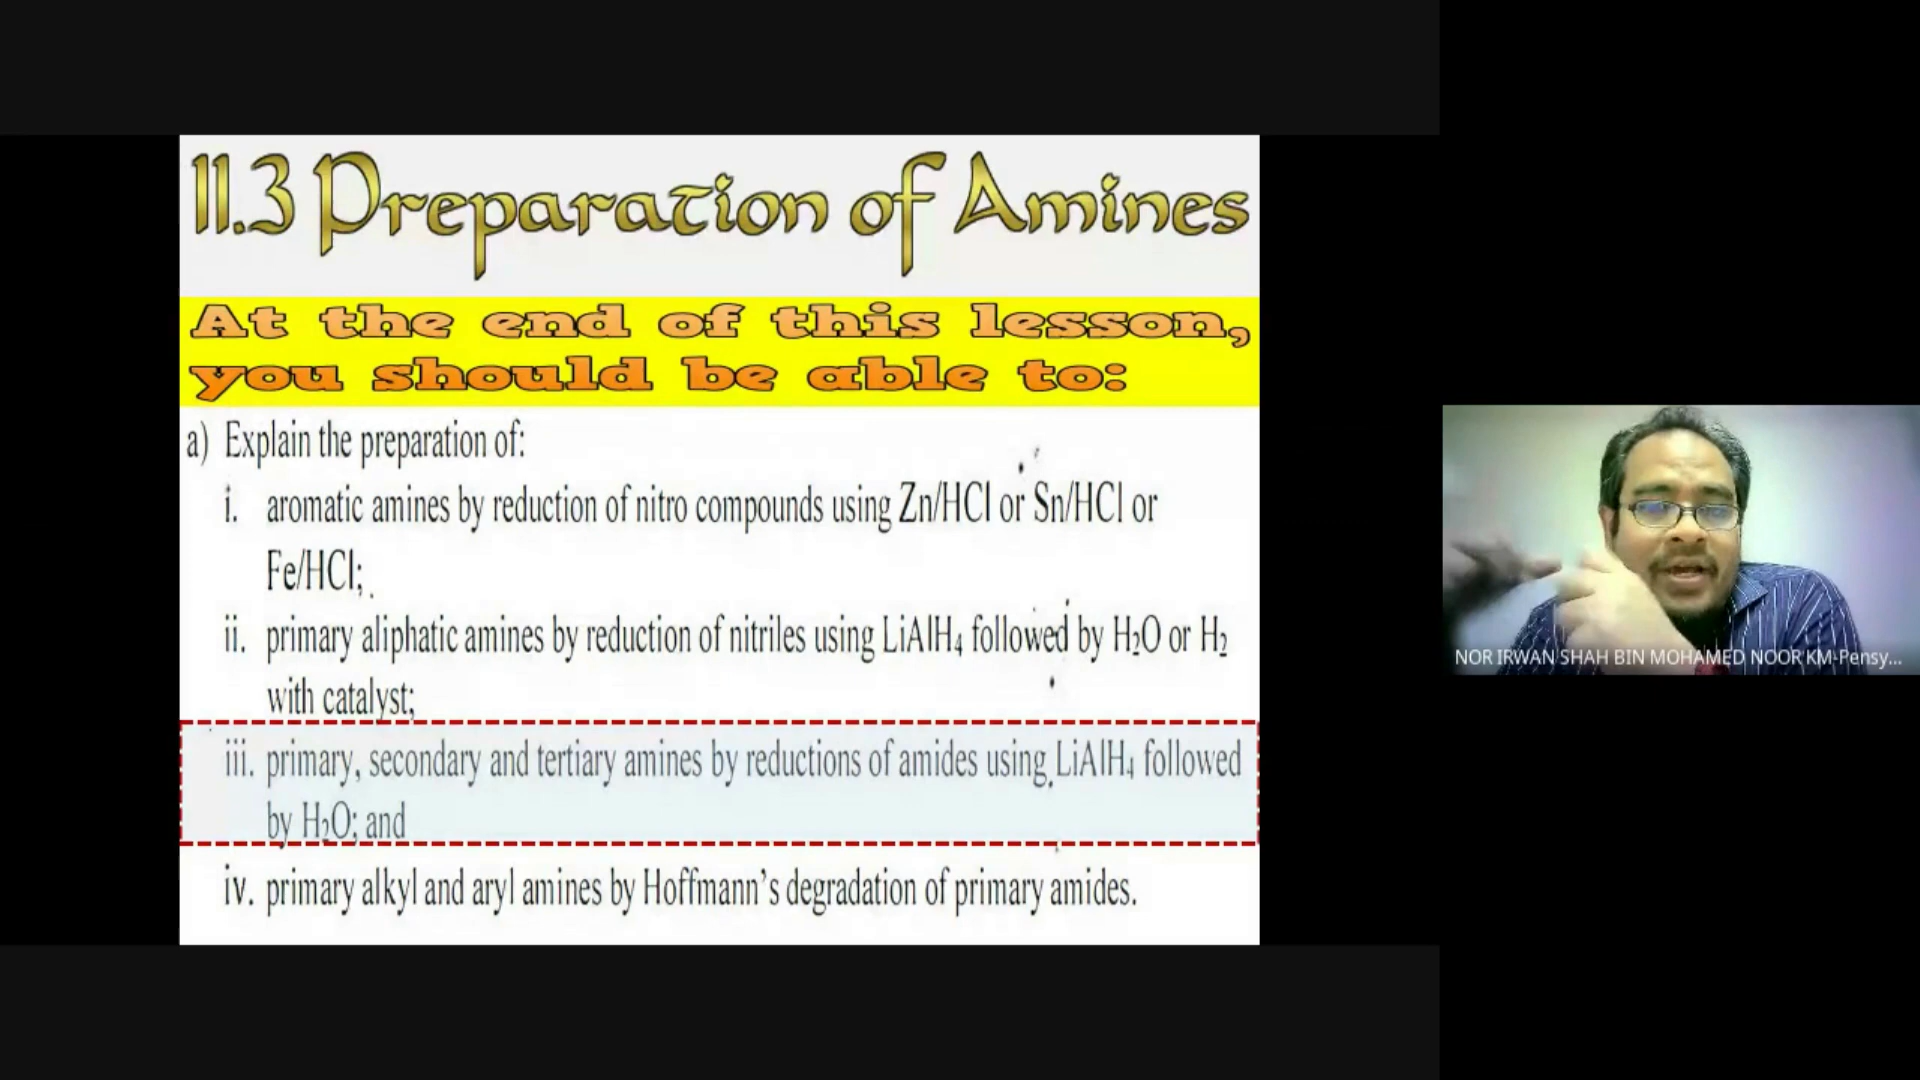 11.3 Preparation of Amines
At the end of this lesson,
you should be able to:
a) Explain the preparation of:
i. aromatic amines by reduction of nitro compounds using Zn/HCl or Sn/HCl or
Fe/HCl;
ii. primary aliphatic amines by reduction of nitriles using LiAlH₄ followed by H₂O or H₂
with catalyst;
iii. primary, secondary and tertiary amines by reductions of amides using LiAlH₄ followed
by H₂O; and
iv. primary alkyl and aryl amines by Hoffmann’s degradation of primary amides.
NOR IRWAN SHAH BIN MOHAMED NOOR KM-Pensy...